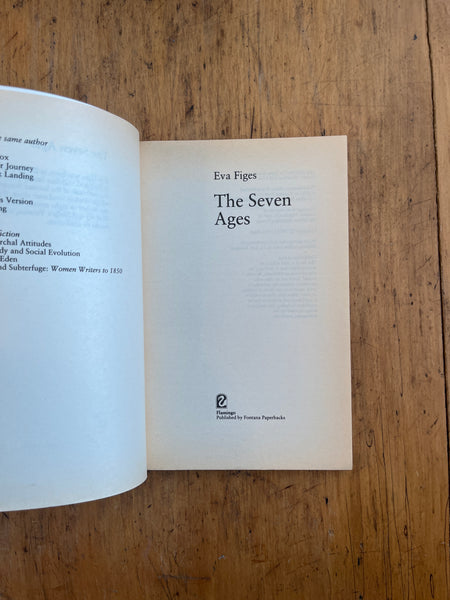 same author
ox
Journey
Landing
Version
ng
iction
rchal Attitudes
dy and Social Evolution
Eden
nd Subterfuge: Women Writers to 1850
Eva Figes
The Seven
Ages
Flamingo
Published by Fontana Paperbacks